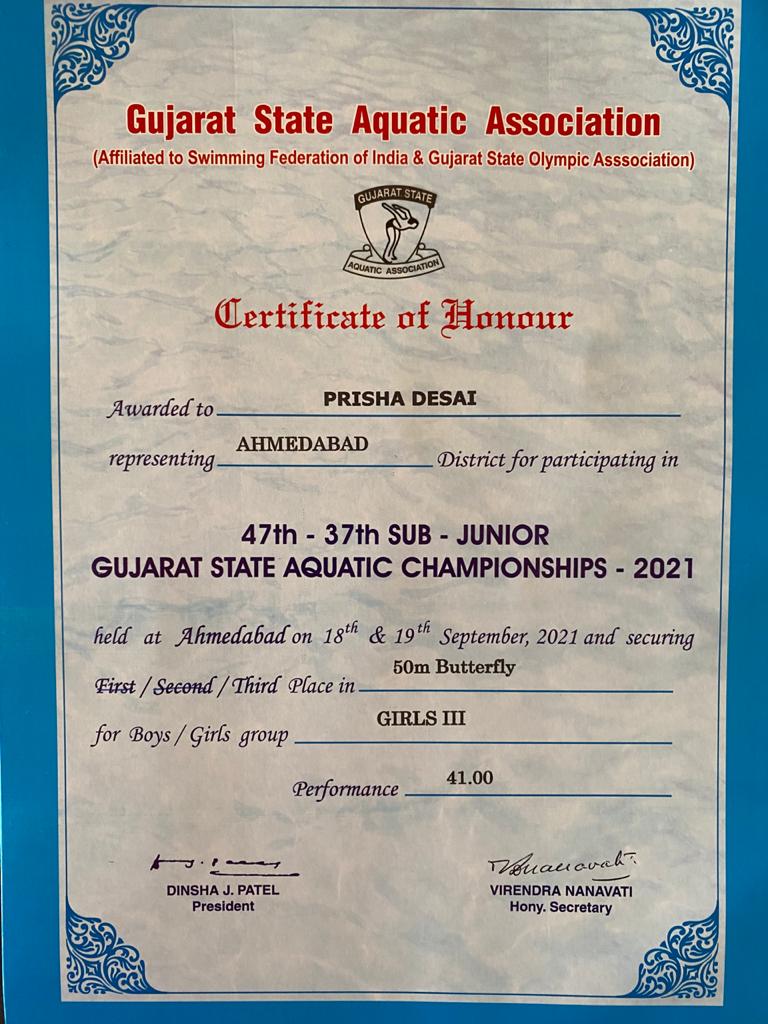 Gujarat State Aquatic Association
(Affiliated to Swimming Federation of India & Gujarat State Olympic Asssociation)
GUJARAT STATE
AQUATIC ASSOCIATION
Certificate of Honour
Awarded to PRISHA DESAI
representing AHMEDABAD District for participating in
47th - 37th SUB - JUNIOR
GUJARAT STATE AQUATIC CHAMPIONSHIPS - 2021
held at Ahmedabad on 18th & 19th September, 2021 and securing
First / Second / Third Place in 50m Butterfly
for Boys / Girls group GIRLS III
Performance 41.00
DINSHA J. PATEL
President
VIRENDRA NANAVATI
Hony. Secretary